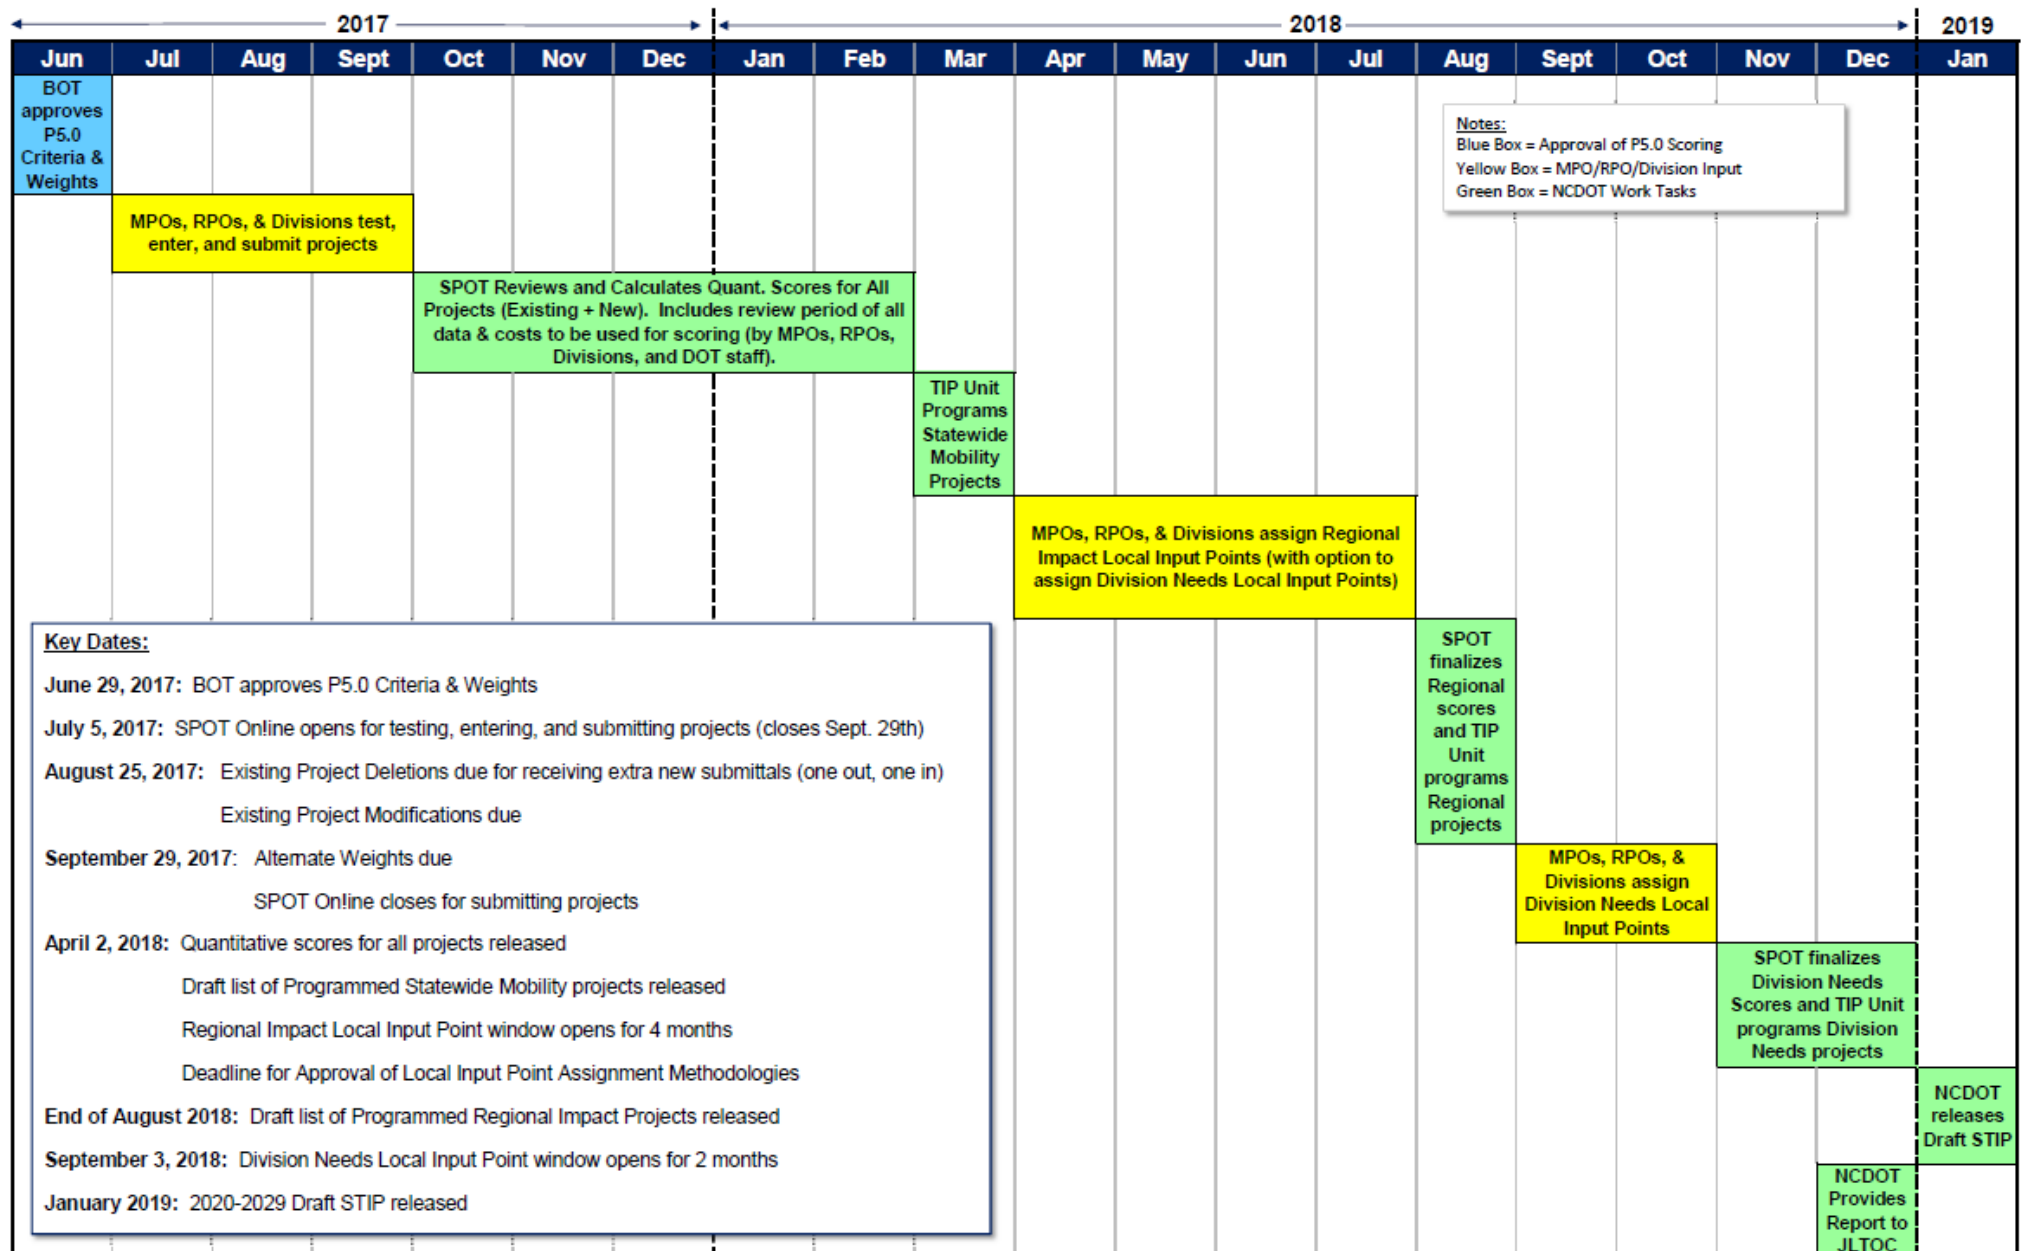 2017
2018
2019
Jun Jul Aug Sept Oct Nov Dec Jan Feb Mar Apr May Jun Jul Aug Sept Oct Nov Dec Jan
BOT
approves
P5.0
Criteria &
Weights
Notes:
Blue Box = Approval of P5.0 Scoring
Yellow Box = MPO/RPO/Division Input
Green Box = NCDOT Work Tasks
MPOs, RPOs, & Divisions test,
enter, and submit projects
SPOT Reviews and Calculates Quant. Scores for All
Projects (Existing + New). Includes review period of all
data & costs to be used for scoring (by MPOs, RPOs,
Divisions, and DOT staff).
TIP Unit
Programs
Statewide
Mobility
Projects
MPOs, RPOs, & Divisions assign Regional
Impact Local Input Points (with option to
assign Division Needs Local Input Points)
SPOT
finalizes
Regional
scores
and TIP
Unit
programs
Regional
projects
MPOs, RPOs, &
Divisions assign
Division Needs Local
Input Points
SPOT finalizes
Division Needs
Scores and TIP Unit
programs Division
Needs projects
NCDOT
releases
Draft STIP
NCDOT
Provides
Report to
JLTOC
Key Dates:
June 29, 2017: BOT approves P5.0 Criteria & Weights
July 5, 2017: SPOT On!ine opens for testing, entering, and submitting projects (closes Sept. 29th)
August 25, 2017: Existing Project Deletions due for receiving extra new submittals (one out, one in)
Existing Project Modifications due
September 29, 2017: Alternate Weights due
SPOT On!ine closes for submitting projects
April 2, 2018: Quantitative scores for all projects released
Draft list of Programmed Statewide Mobility projects released
Regional Impact Local Input Point window opens for 4 months
Deadline for Approval of Local Input Point Assignment Methodologies
End of August 2018: Draft list of Programmed Regional Impact Projects released
September 3, 2018: Division Needs Local Input Point window opens for 2 months
January 2019: 2020-2029 Draft STIP released